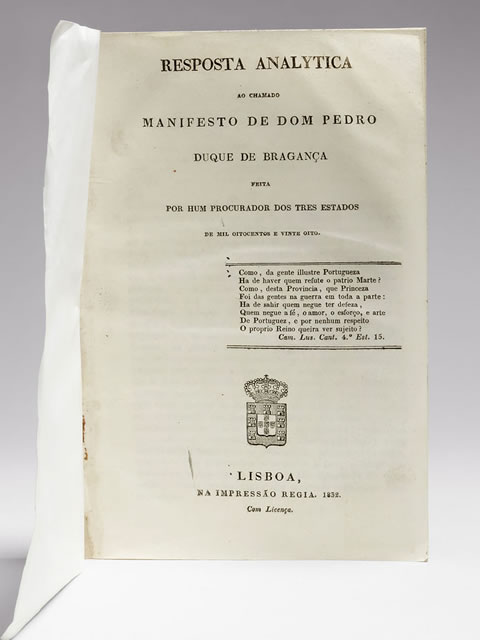 RESPOSTA ANALYTICA
AO CHAMADO
MANIFESTO DE DOM PEDRO
DUQUE DE BRAGANÇA
FEITA
POR HUM PROCURADOR DOS TRES ESTADOS
DE MIL OITOCENTOS E VINTE OITO.
Como, da gente illustre Portugueza
Ha de haver quem refute o patrio Marte?
Como, desta Provincia, que Princeza
Foi das gentes na guerra em toda a parte:
Ha de sahir quem negue ter defeza,
Quem negue a fé, o amor, o esforço, e arte
De Portuguez, e por nenhum respeito
O proprio Reino queira ver sujeito?
Cam. Lus. Cant. 4.º Est. 15.
LISBOA,
NA IMPRESSÃO REGIA. 1832.
Com Licença.